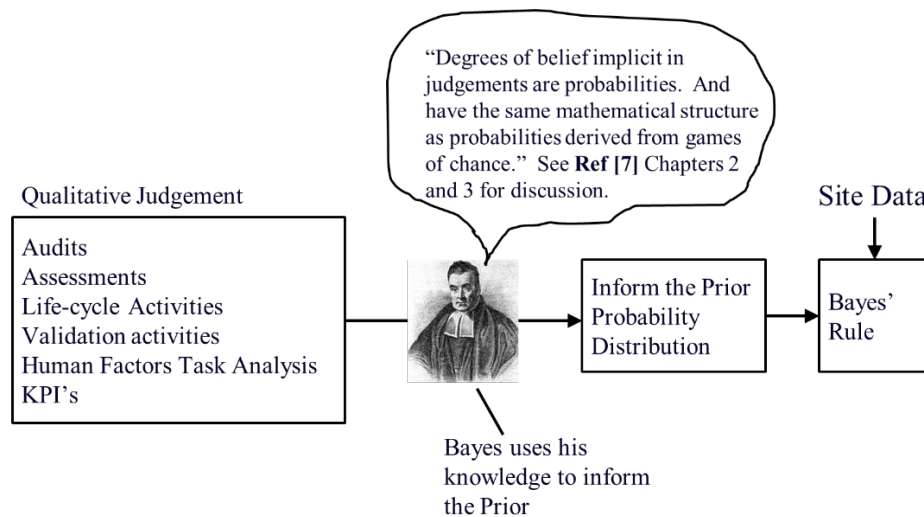 “Degrees of belief implicit in
judgements are probabilities. And
have the same mathematical structure
as probabilities derived from games
of chance.” See Ref [7] Chapters 2
and 3 for discussion.
Qualitative Judgement
Audits
Assessments
Life-cycle Activities
Validation activities
Human Factors Task Analysis
KPI’s
Bayes uses his
knowledge to inform
the Prior
Inform the Prior
Probability
Distribution
Site Data
Bayes’
Rule